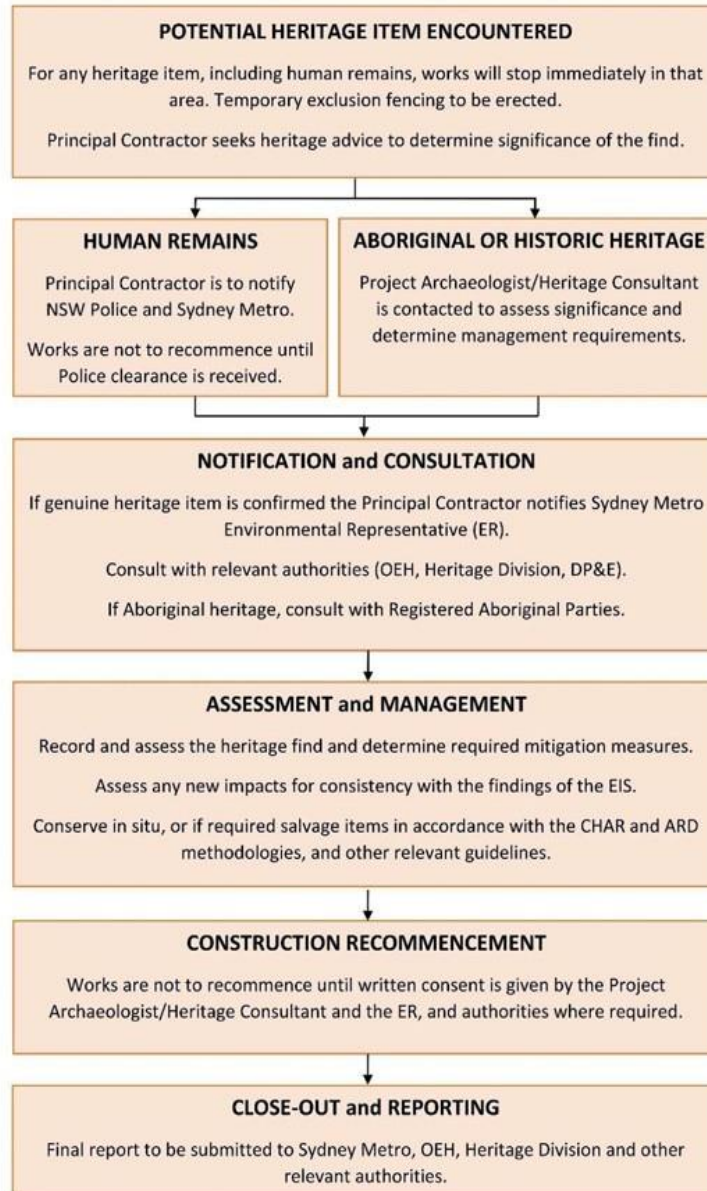 POTENTIAL HERITAGE ITEM ENCOUNTERED
For any heritage item, including human remains, works will stop immediately in that
area. Temporary exclusion fencing to be erected.
Principal Contractor seeks heritage advice to determine significance of the find.
HUMAN REMAINS
Principal Contractor is to notify
NSW Police and Sydney Metro.
Works are not to recommence until
Police clearance is received.
ABORIGINAL OR HISTORIC HERITAGE
Project Archaeologist/Heritage Consultant
is contacted to assess significance and
determine management requirements.
NOTIFICATION and CONSULTATION
If genuine heritage item is confirmed the Principal Contractor notifies Sydney Metro
Environmental Representative (ER).
Consult with relevant authorities (OEH, Heritage Division, DP&E).
If Aboriginal heritage, consult with Registered Aboriginal Parties.
ASSESSMENT and MANAGEMENT
Record and assess the heritage find and determine required mitigation measures.
Assess any new impacts for consistency with the findings of the EIS.
Conserve in situ, or if required salvage items in accordance with the CHAR and ARD
methodologies, and other relevant guidelines.
CONSTRUCTION RECOMMENCEMENT
Works are not to recommence until written consent is given by the Project
Archaeologist/Heritage Consultant and the ER, and authorities where required.
CLOSE-OUT and REPORTING
Final report to be submitted to Sydney Metro, OEH, Heritage Division and other
relevant authorities.